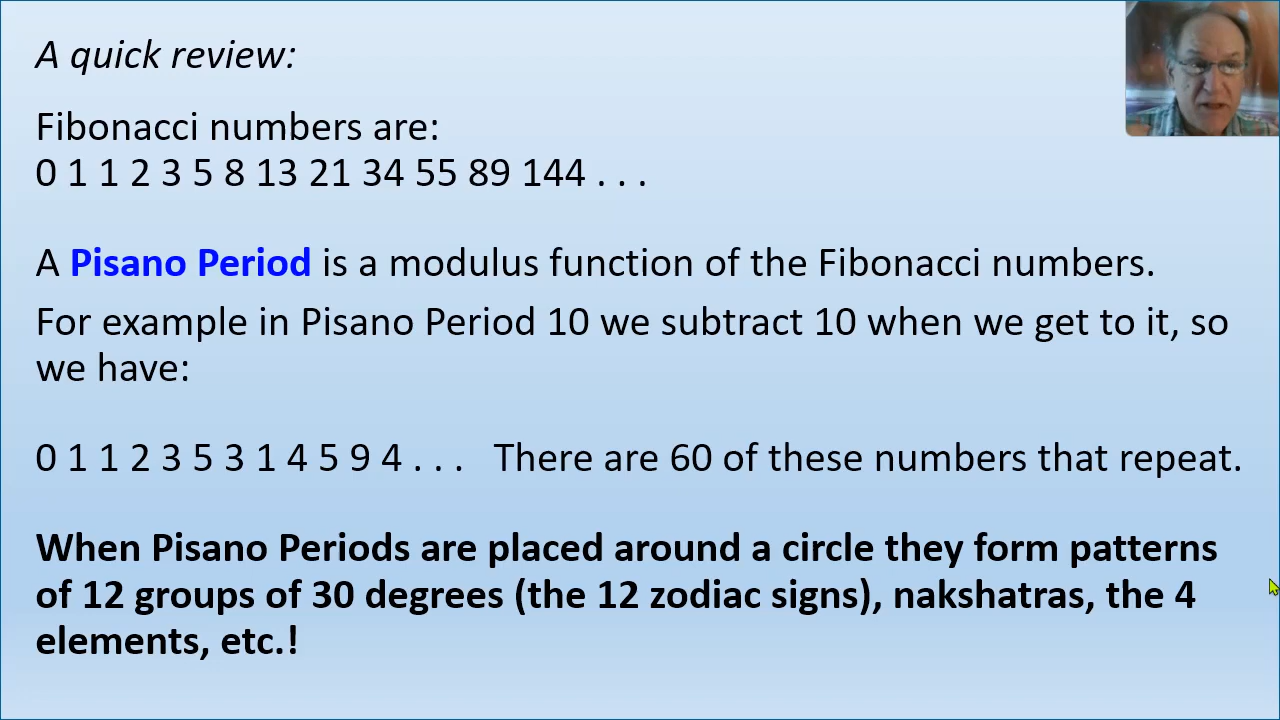 A quick review:
Fibonacci numbers are:
0 1 1 2 3 5 8 13 21 34 55 89 144 . . .
A Pisano Period is a modulus function of the Fibonacci numbers.
For example in Pisano Period 10 we subtract 10 when we get to it, so
we have:
0 1 1 2 3 5 3 1 4 5 9 4 . . .   There are 60 of these numbers that repeat.
When Pisano Periods are placed around a circle they form patterns
of 12 groups of 30 degrees (the 12 zodiac signs), nakshatras, the 4
elements, etc.!